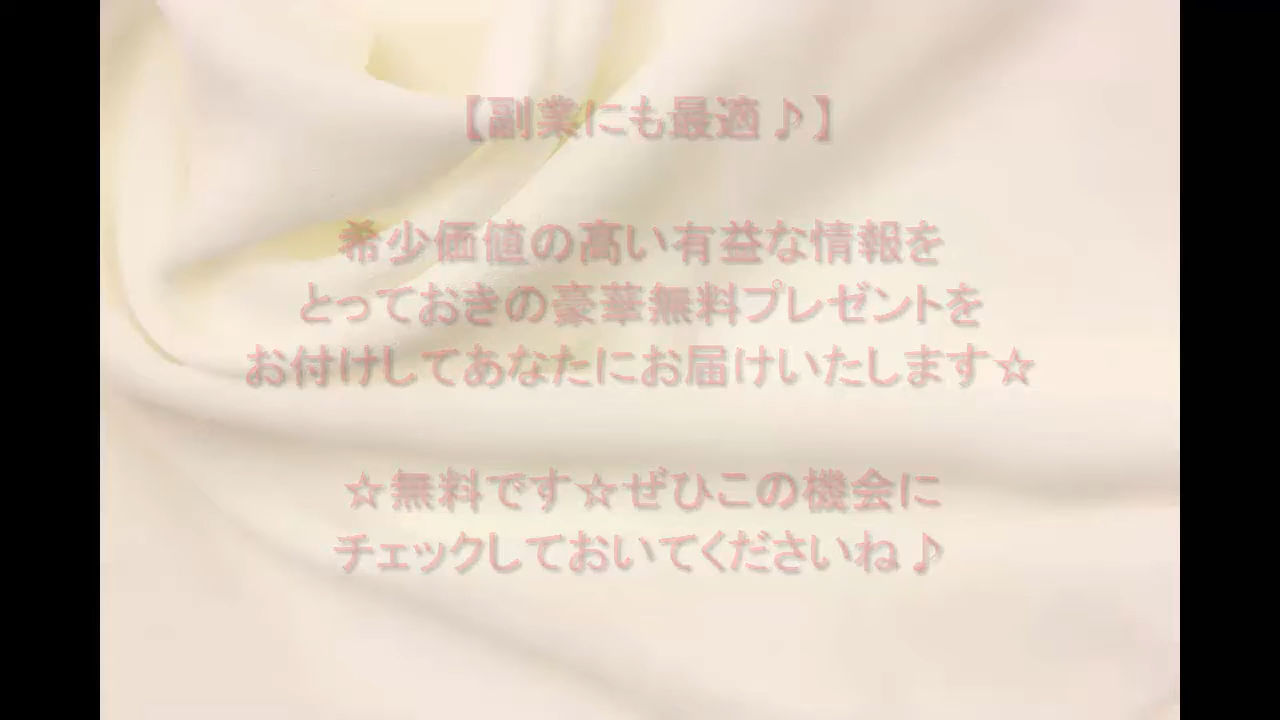 【副業にも最適♪】
希少価値の高い有益な情報を
とっておきの豪華無料プレゼントを
お付けしてあなたにお届けいたします☆
☆無料です☆ぜひこの機会に
チェックしておいてくださいね♪